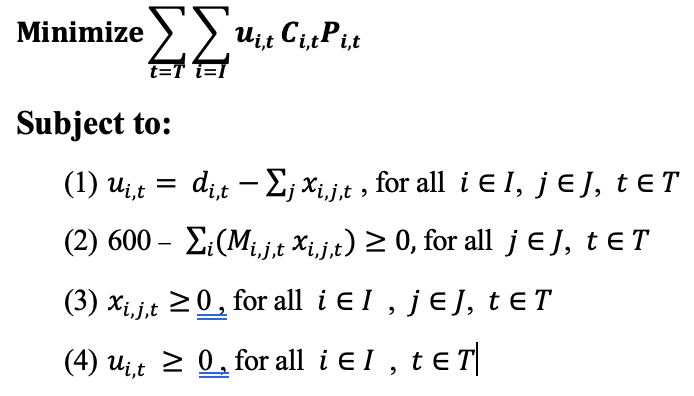 Minimize ∑ ∑ u_{i,t} C_{i,t}P_{i,t}
t=T i=I
Subject to:
(1) u_{i,t} = d_{i,t} − ∑_j x_{i,j,t} , for all i ∈ I, j ∈ J, t ∈ T
(2) 600 – ∑_i(M_{i,j,t} x_{i,j,t}) ≥ 0, for all j ∈ J, t ∈ T
(3) x_{i,j,t} ≥ 0 , for all i ∈ I , j ∈ J, t ∈ T
(4) u_{i,t} ≥ 0 , for all i ∈ I , t ∈ T